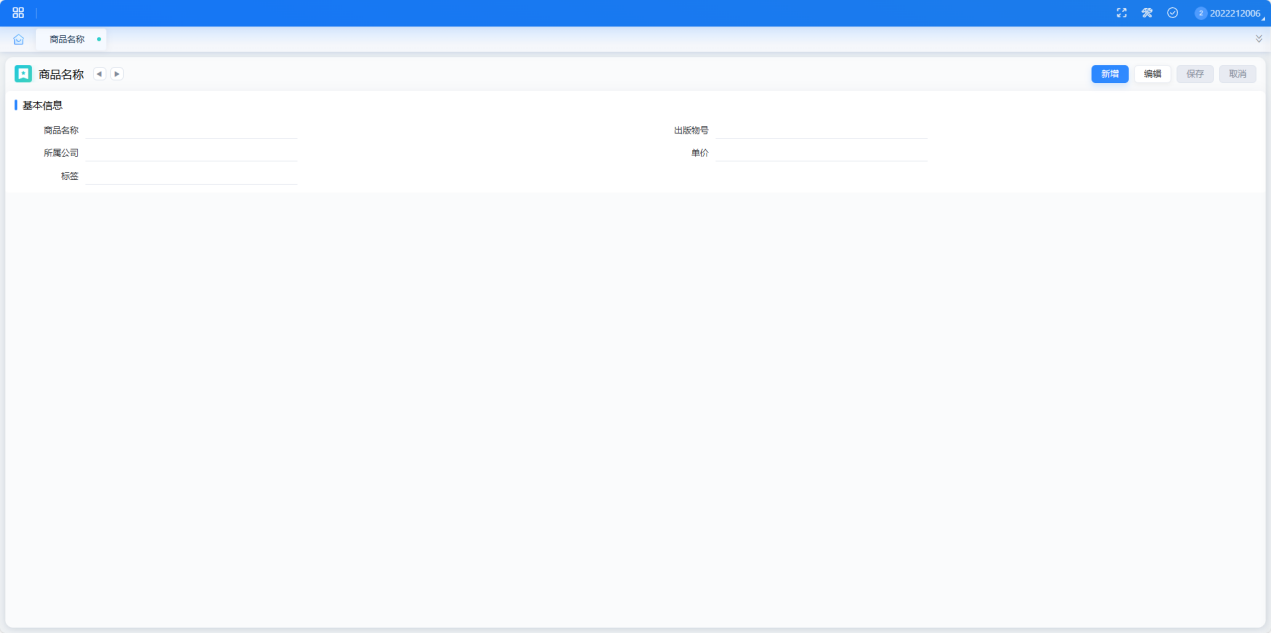 2 2022212006
商品名称
商品名称 新增 编辑 保存 取消
基本信息
商品名称 出版物号
所属公司 单价
标签